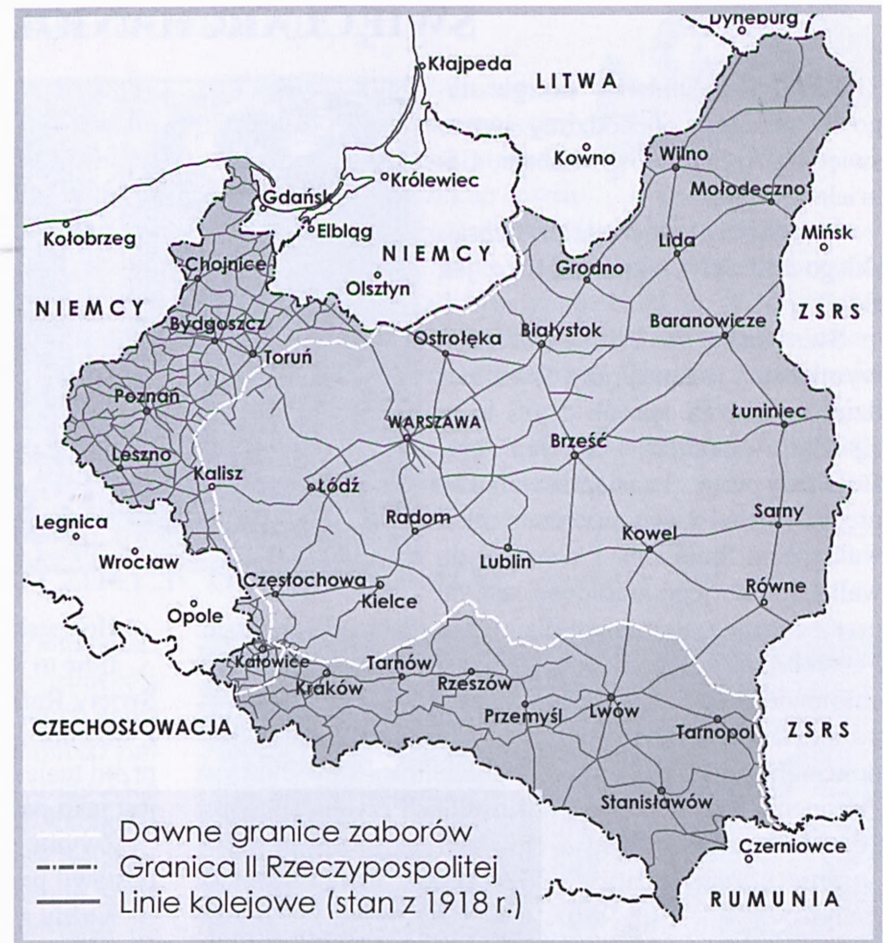 Dyneburg
Kłajpeda
LITWA
Kowno
Wilno
Królewiec
Mołodeczno
Gdańsk
Elbląg
Kołobrzeg
Mińsk
Lida
NIEMCY
Chojnice
Grodno
Olsztyn
NIEMCY
ZSRS
Bydgoszcz
Baranowicze
Białystok
Ostrołęka
Toruń
Poznań
Łuniniec
WARSZAWA
Brześć
Leszno
Kalisz
Łódź
Legnica
Radom
Sarny
Kowel
Wrocław
Lublin
Częstochowa
Równe
Kielce
Opole
Katowice
Tarnów
Kraków
Rzeszów
Przemyśl
Lwów
CZECHOSŁOWACJA
Tarnopol
ZSRS
Stanisławów
Dawne granice zaborów
Czerniowce
Granica II Rzeczypospolitej
Linie kolejowe (stan z 1918 r.)
RUMUNIA